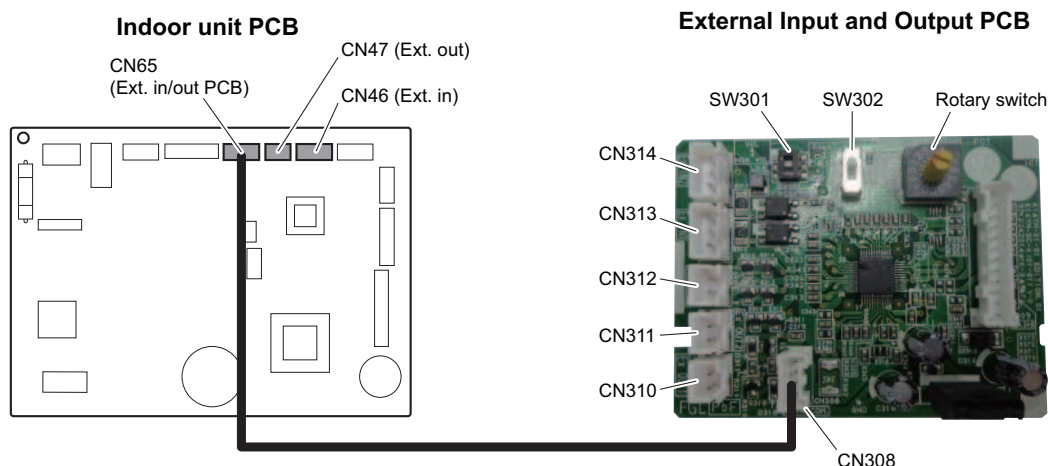 Indoor unit PCB
External Input and Output PCB
CN47 (Ext. out)
CN65
(Ext. in/out PCB)
CN46 (Ext. in)
SW301
SW302
Rotary switch
CN314
CN313
CN312
CN311
CN310
CN308